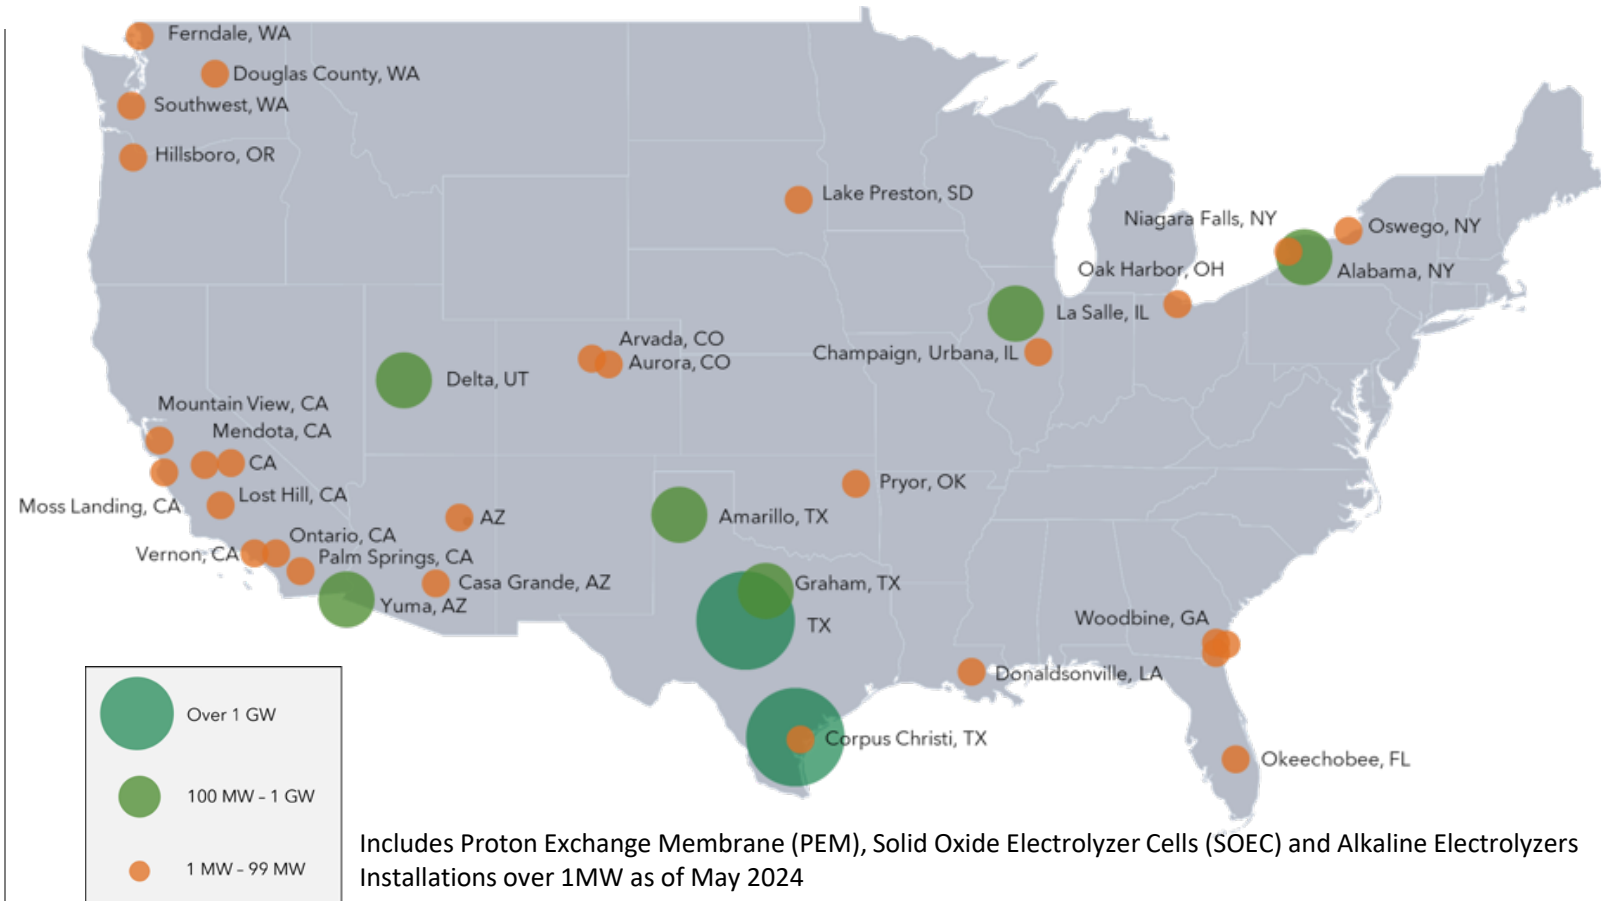 Ferndale, WA
Douglas County, WA
Southwest, WA
Hillsboro, OR
Lake Preston, SD
Niagara Falls, NY
Oswego, NY
Oak Harbor, OH
Alabama, NY
La Salle, IL
Arvada, CO
Champaign, Urbana, IL
Aurora, CO
Delta, UT
Mountain View, CA
Mendota, CA
CA
Pryor, OK
Lost Hill, CA
Moss Landing, CA
AZ
Amarillo, TX
Ontario, CA
Vernon, CA
Palm Springs, CA
Casa Grande, AZ
Graham, TX
Yuma, AZ
Woodbine, GA
TX
Donaldsonville, LA
Corpus Christi, TX
Okeechobee, FL
Over 1 GW
100 MW – 1 GW
1 MW – 99 MW
Includes Proton Exchange Membrane (PEM), Solid Oxide Electrolyzer Cells (SOEC) and Alkaline Electrolyzers
Installations over 1MW as of May 2024